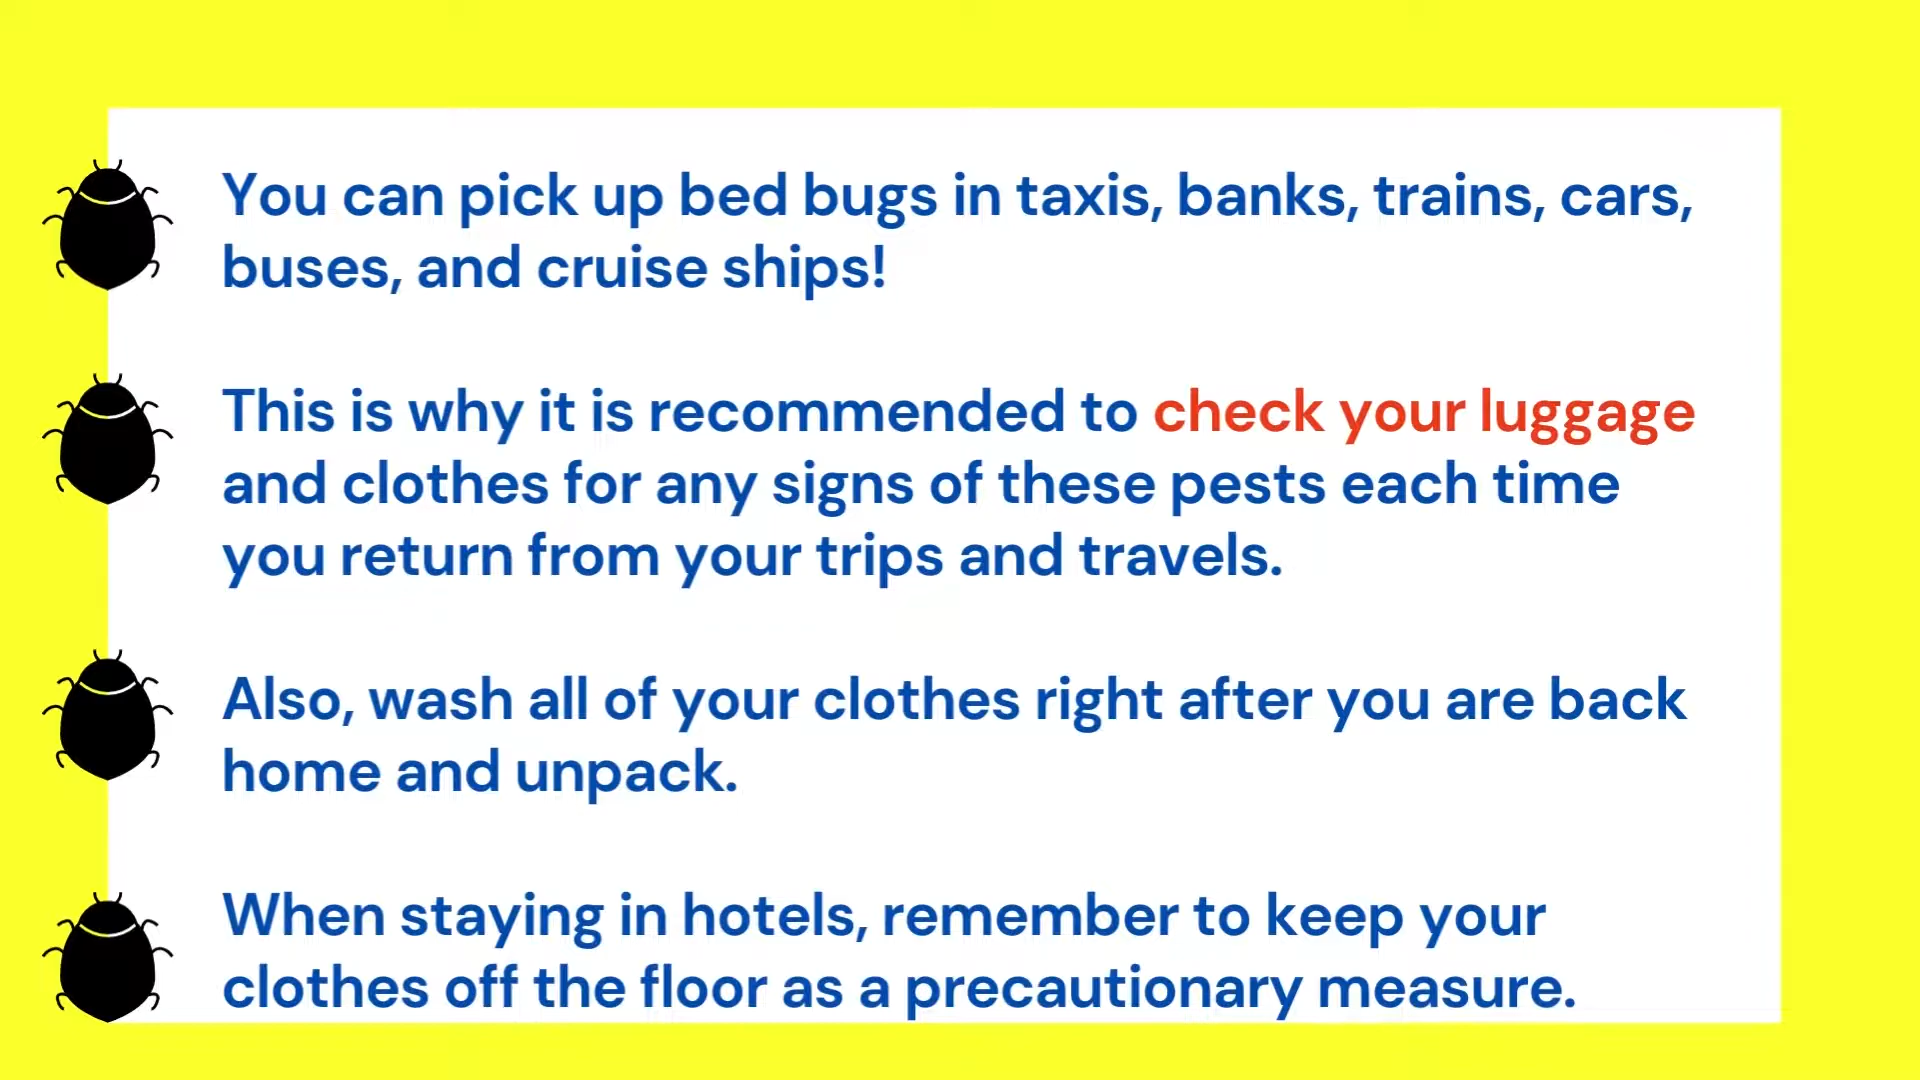 You can pick up bed bugs in taxis, banks, trains, cars,
buses, and cruise ships!
This is why it is recommended to check your luggage
and clothes for any signs of these pests each time
you return from your trips and travels.
Also, wash all of your clothes right after you are back
home and unpack.
When staying in hotels, remember to keep your
clothes off the floor as a precautionary measure.